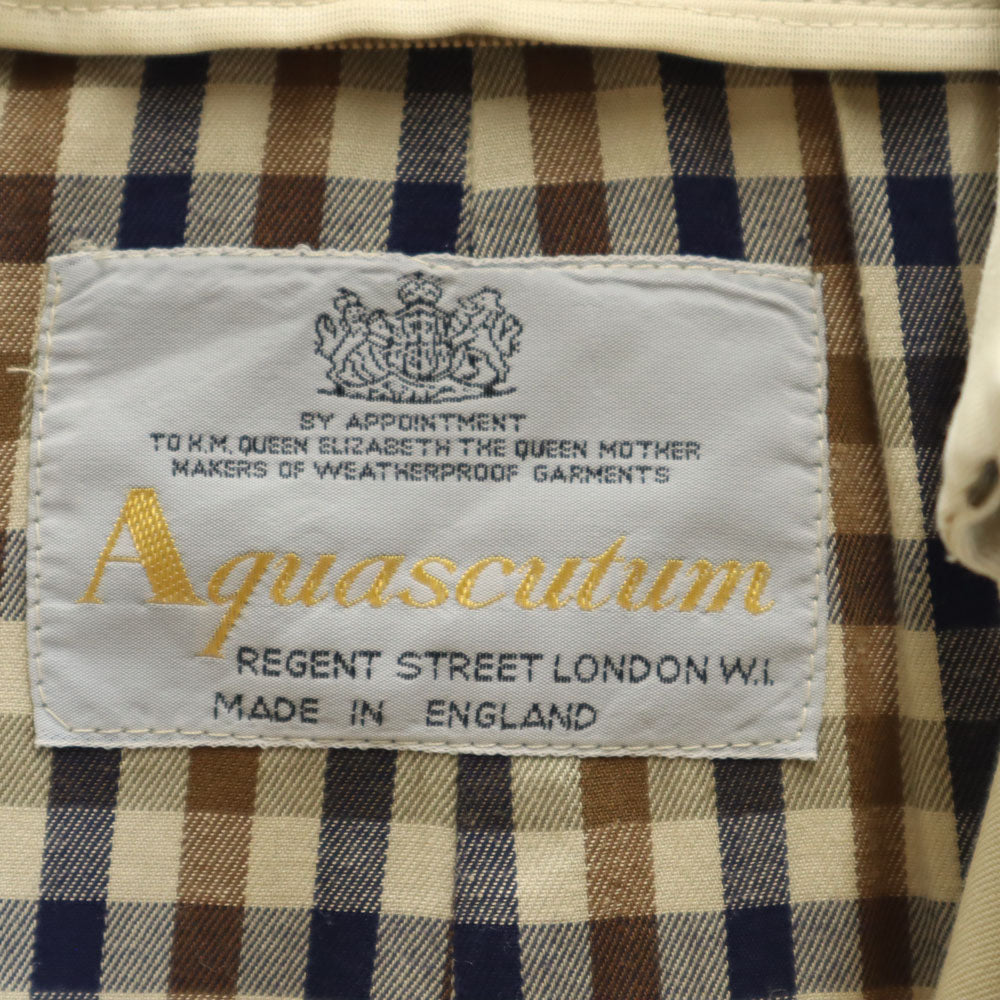 BY APPOINTMENT
TO H.M. QUEEN ELIZABETH THE QUEEN MOTHER
MAKERS OF WEATHERPROOF GARMENTS
Aquascutum
REGENT STREET LONDON W.I.
MADE IN ENGLAND